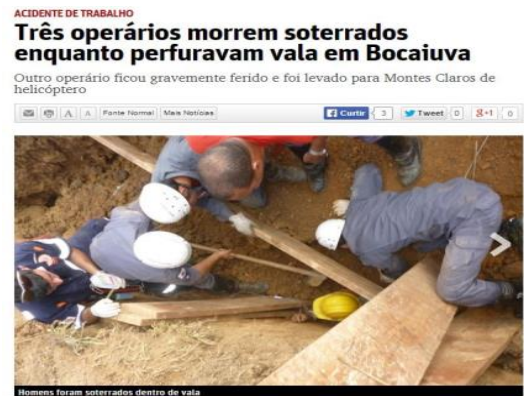 ACIDENTE DE TRABALHO
Três operários morrem soterrados
enquanto perfuravam vala em Bocaiuva
Outro operário ficou gravemente ferido e foi levado para Montes Claros de
helicóptero
A A Fonte Normal Mais Notícias Curtir 3 Tweet 0 g+1 0
Homens foram soterrados dentro de vala